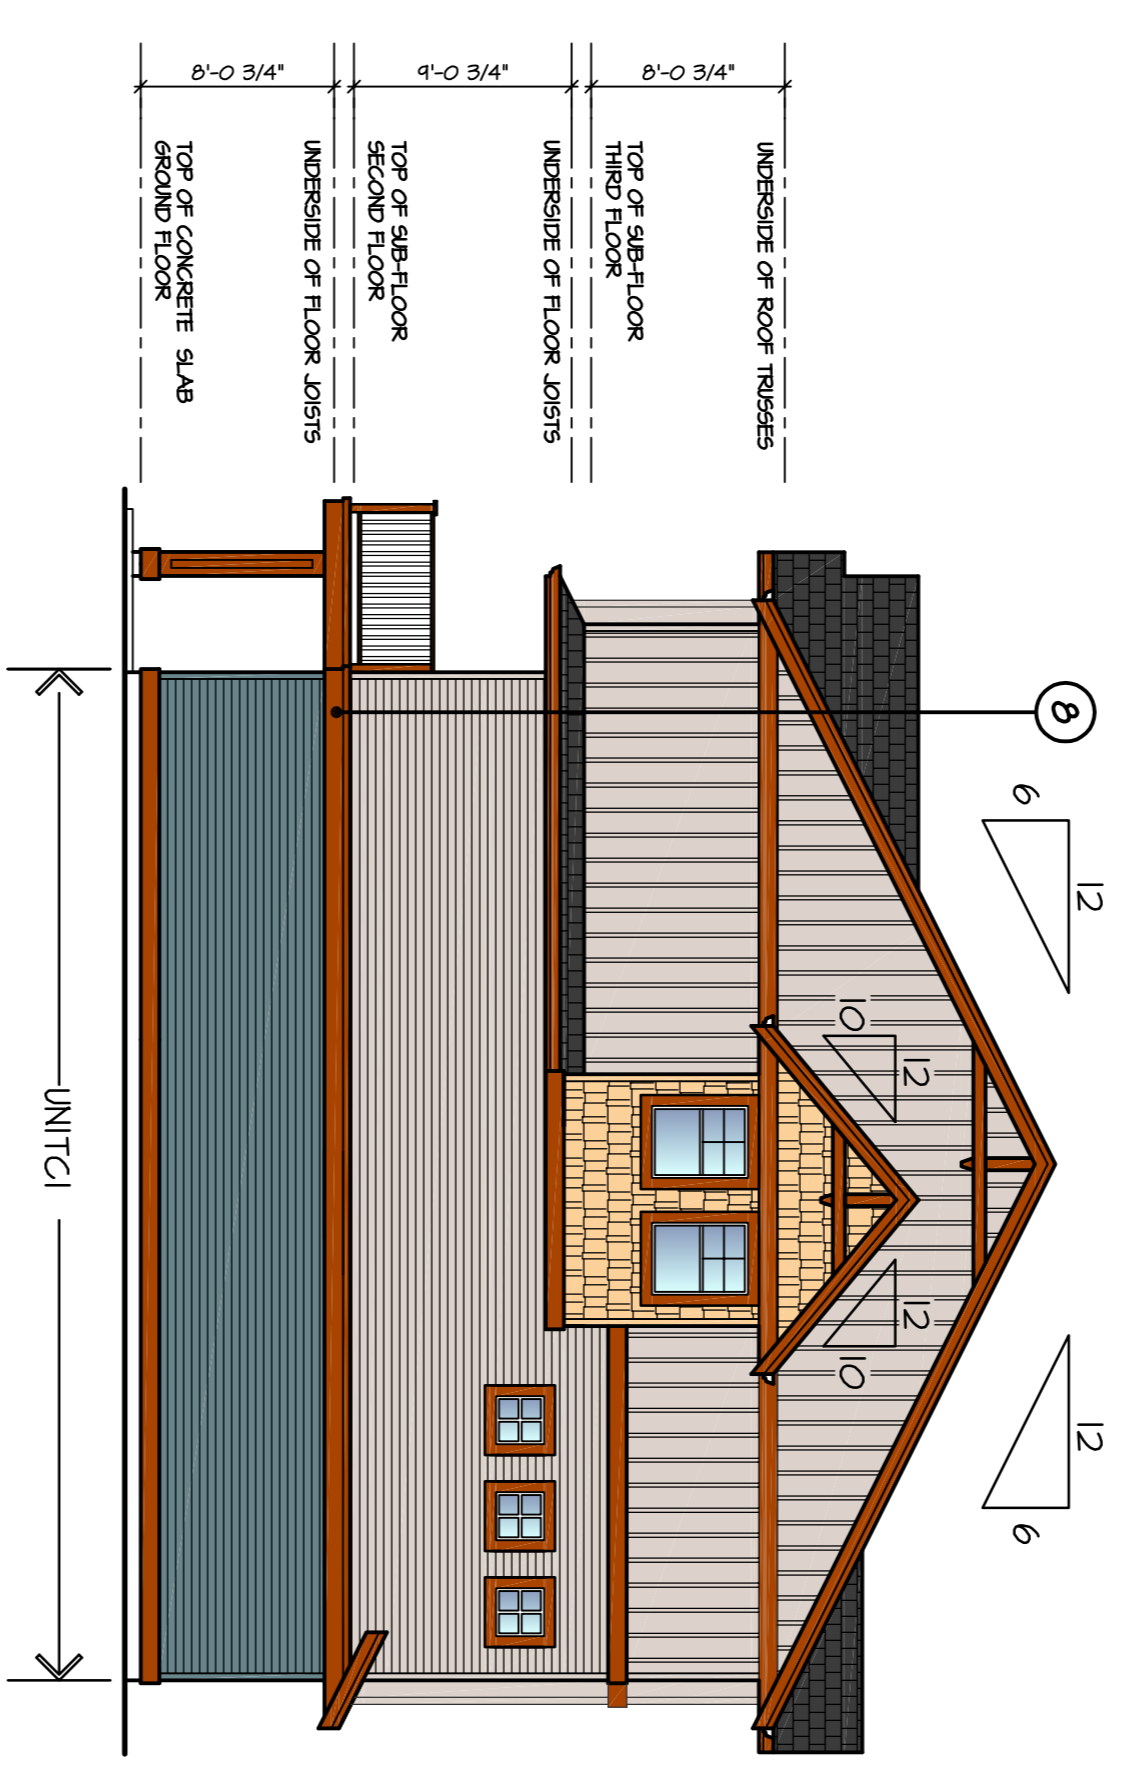 8
12
6
12
6
12
10
12
10
UNDERSIDE OF ROOF TRUSSES
8'-0 3/4"
TOP OF SUB-FLOOR
THIRD FLOOR
UNDERSIDE OF FLOOR JOISTS
9'-0 3/4"
TOP OF SUB-FLOOR
SECOND FLOOR
UNDERSIDE OF FLOOR JOISTS
8'-0 3/4"
TOP OF CONCRETE SLAB
GROUND FLOOR
UNITC1